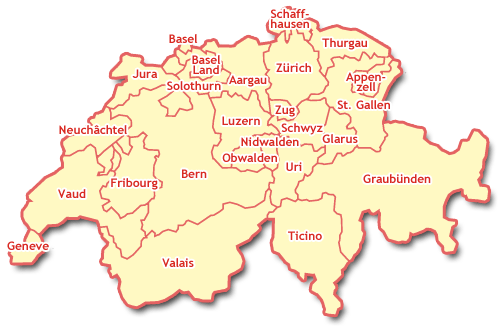 Schaff-
hausen
Basel
Thurgau
Basel
Land
Zürich
Jura
Aargau
Appen-
zell
Solothurn
St. Gallen
Zug
Luzern
Neuchâchtel
Schwyz
Nidwalden
Glarus
Obwalden
Uri
Bern
Graubünden
Fribourg
Vaud
Ticino
Geneve
Valais